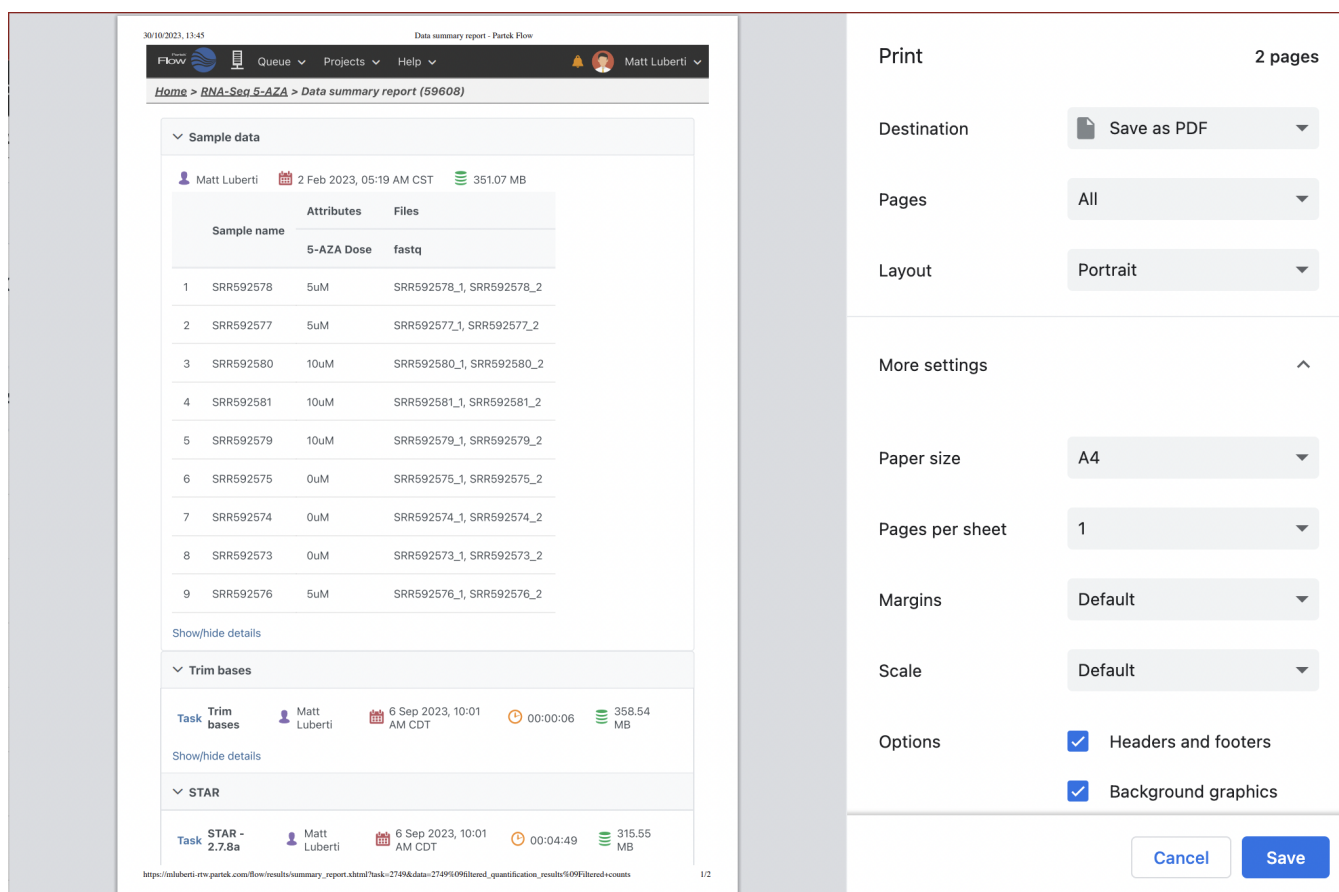 30/10/2023, 13:45 Data summary report - Partek Flow
Partek
Flow Queue Projects Help Matt Luberti
Home > RNA-Seq 5-AZA > Data summary report (59608)
Sample data
Matt Luberti 2 Feb 2023, 05:19 AM CST 351.07 MB
Sample name Attributes Files
5-AZA Dose fastq
1 SRR592578 5uM SRR592578_1, SRR592578_2
2 SRR592577 5uM SRR592577_1, SRR592577_2
3 SRR592580 10uM SRR592580_1, SRR592580_2
4 SRR592581 10uM SRR592581_1, SRR592581_2
5 SRR592579 10uM SRR592579_1, SRR592579_2
6 SRR592575 0uM SRR592575_1, SRR592575_2
7 SRR592574 0uM SRR592574_1, SRR592574_2
8 SRR592573 0uM SRR592573_1, SRR592573_2
9 SRR592576 5uM SRR592576_1, SRR592576_2
Show/hide details
Trim bases
Task Trim bases Matt Luberti 6 Sep 2023, 10:01 AM CDT 00:00:06 358.54 MB
Show/hide details
STAR
Task STAR - 2.7.8a Matt Luberti 6 Sep 2023, 10:01 AM CDT 00:04:49 315.55 MB
https://mluberti-rtw.partek.com/flow/results/summary_report.xhtml?task=2749&data=2749%09filtered_quantification_results%09Filtered+counts 1/2
Print 2 pages
Destination Save as PDF
Pages All
Layout Portrait
More settings
Paper size A4
Pages per sheet 1
Margins Default
Scale Default
Options Headers and footers
Background graphics
Cancel Save